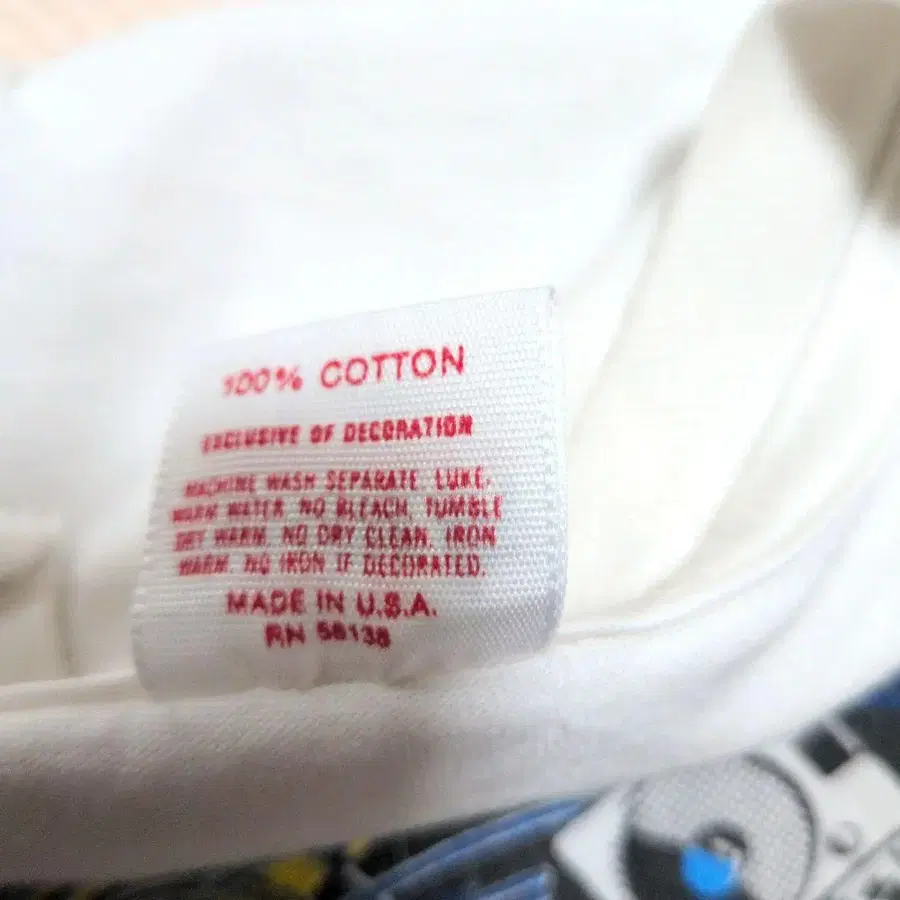 100% COTTON
EXCLUSIVE OF DECORATION
MACHINE WASH SEPARATE. LUKE.
WARM WATER. NO BLEACH. TUMBLE
DRY WARM. NO DRY CLEAN. IRON
WARM. NO IRON IF DECORATED.
MADE IN U.S.A.
RN 58138